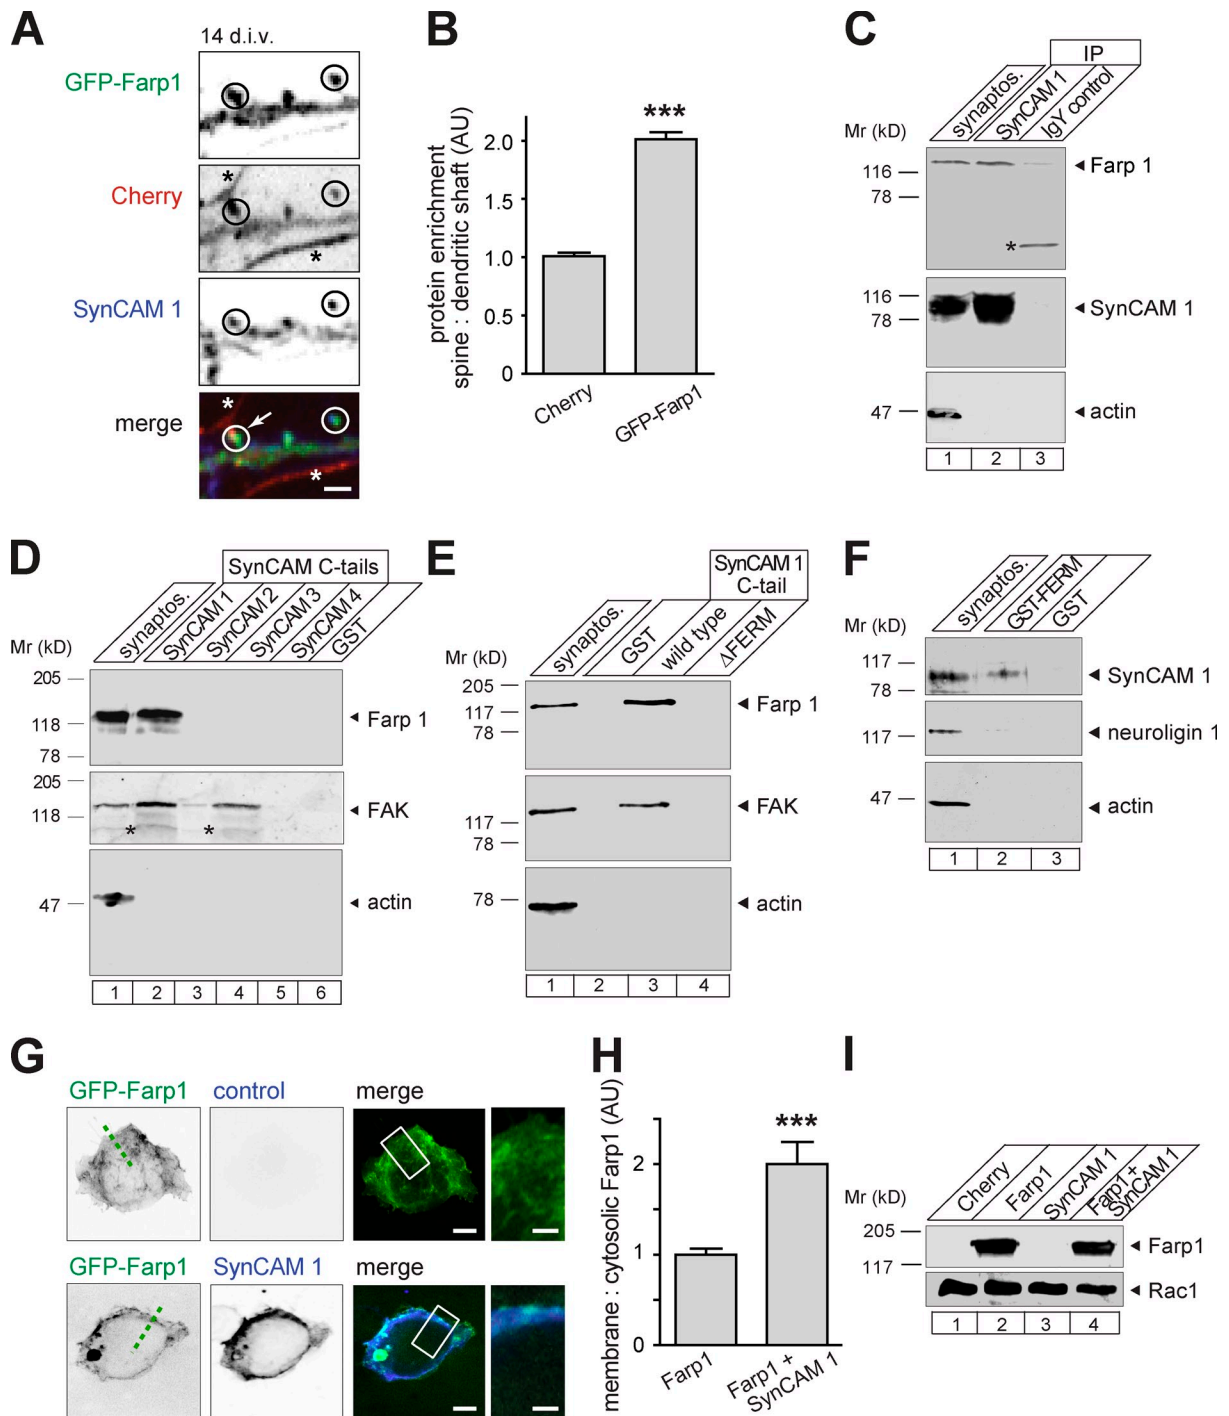 A
14 d.i.v.
GFP-Farp1
Cherry
*
*
SynCAM 1
merge
*
*
B
protein enrichment
spine : dendritic shaft (AU)
***
2.0
1.5
1.0
0.5
0
Cherry
GFP-Farp1
C
IP
synaptos.
SynCAM 1
IgY control
Mr (kD)
116
78
Farp 1
*
116
78
SynCAM 1
47
actin
1 2 3
D
SynCAM C-tails
synaptos.
SynCAM 1
SynCAM 2
SynCAM 3
SynCAM 4
GST
Mr (kD)
205
118
78
Farp 1
205
118
FAK
* *
47
actin
1 2 3 4 5 6
E
SynCAM 1
C-tail
synaptos.
GST
wild type
ΔFERM
Mr (kD)
205
117
78
Farp 1
FAK
117
78
78
actin
1 2 3 4
F
synaptos.
GST-FERM
GST
Mr (kD)
117
78
SynCAM 1
117
neuroligin 1
47
actin
1 2 3
G
GFP-Farp1 control merge
GFP-Farp1 SynCAM 1 merge
H
membrane : cytosolic Farp1 (AU)
***
2
1
0
Farp1
Farp1 +
SynCAM 1
I
Cherry
Farp1
SynCAM 1
Farp1 +
SynCAM 1
Mr (kD)
205
117
Farp1
Rac1
1 2 3 4